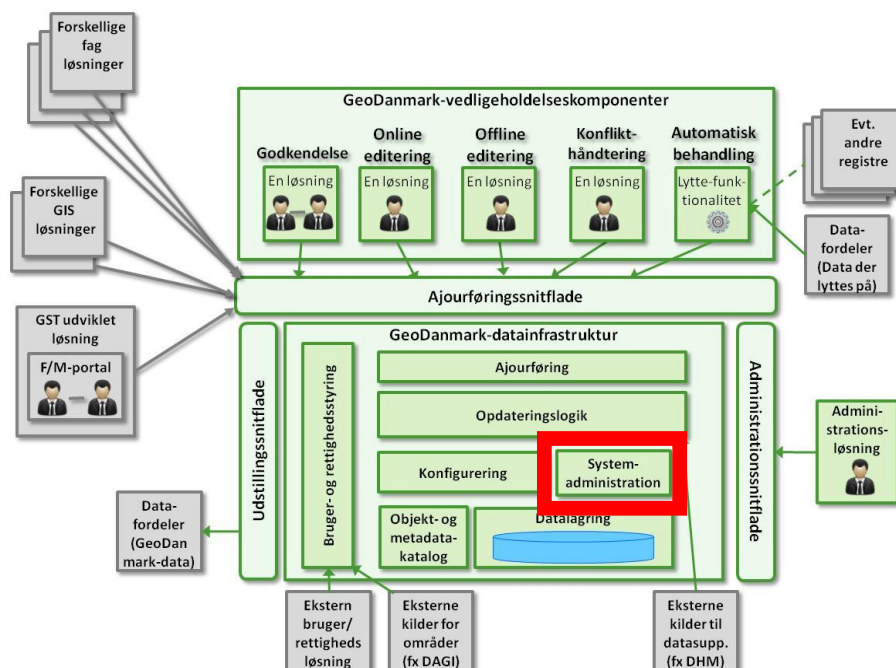 Forskellige
fag
løsninger
GeoDanmark-vedligeholdelseskomponenter
Godkendelse
En løsning
Online
editering
En løsning
Offline
editering
En løsning
Konflikt-
håndtering
En løsning
Automatisk
behandling
Lytte-funk-
tionalitet
Evt.
andre
registre
Forskellige
GIS
løsninger
Data-
fordeler
(Data der
lyttes på)
Ajourføringssnitflade
GST udviklet
løsning
F/M-portal
Udstillingssnitflade
GeoDanmark-datainfrastruktur
Bruger- og rettighedsstyring
Ajourføring
Opdateringslogik
Konfigurering
System-
administration
Objekt- og
metadata-
katalog
Datalagring
Administrationssnitflade
Admini-
strations-
løsning
Data-
fordeler
(GeoDan
mark-data)
Ekstern
bruger/
rettigheds
løsning
Eksterne
kilder for
områder
(fx DAGI)
Eksterne
kilder til
datasupp.
(fx DHM)